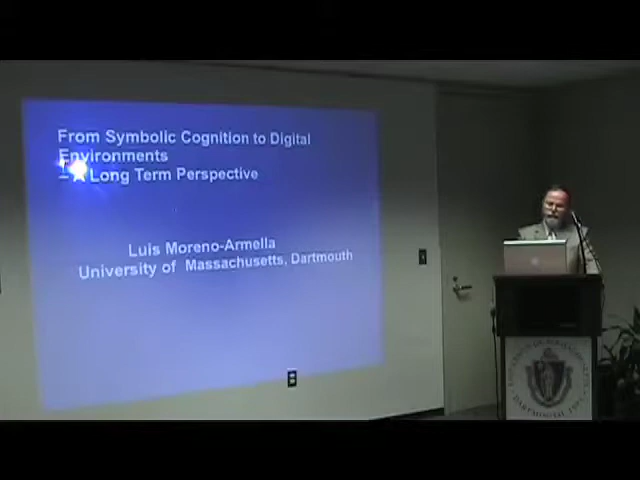 From Symbolic Cognition to Digital
Environments
– A Long Term Perspective
Luis Moreno-Armella
University of Massachusetts, Dartmouth